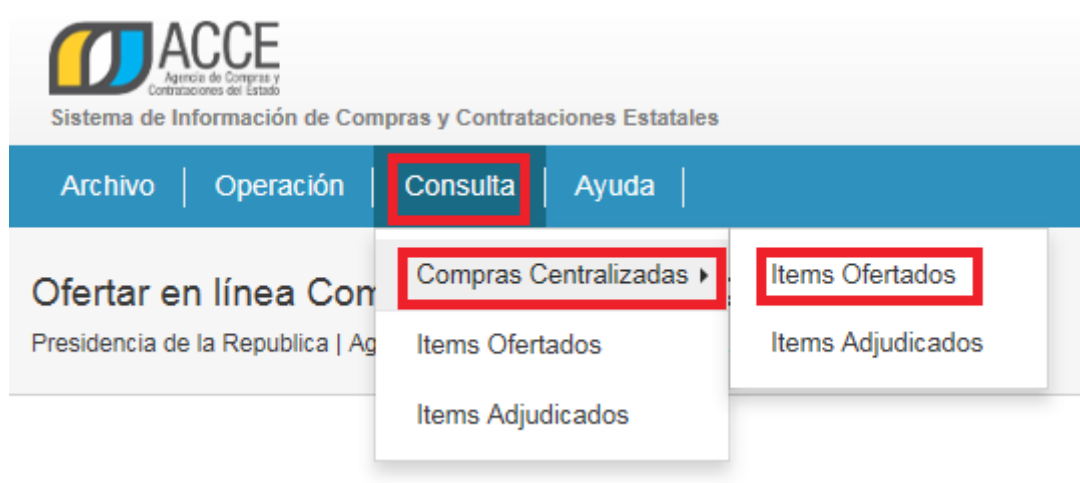 ACCE
Agencia de Compras y
Contrataciones del Estado
Sistema de Información de Compras y Contrataciones Estatales
Archivo Operación Consulta Ayuda
Ofertar en línea Com
Presidencia de la Republica | Ag
Compras Centralizadas
Items Ofertados
Items Adjudicados
Items Ofertados
Items Adjudicados